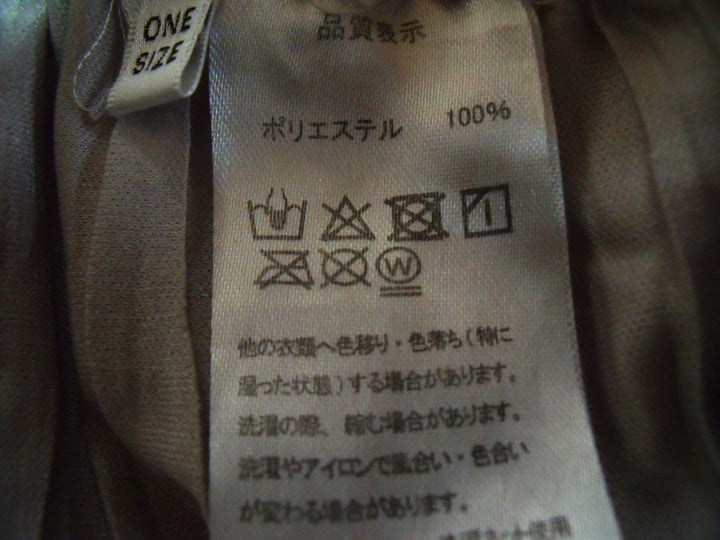 ONE
SIZE
品質表示
ポリエステル 100%
W
他の衣類へ色移り・色落ち(特に
湿った状態)する場合があります。
洗濯の際、縮む場合があります。
洗濯やアイロンで風合い・色合い
が変わる場合があります。
使用